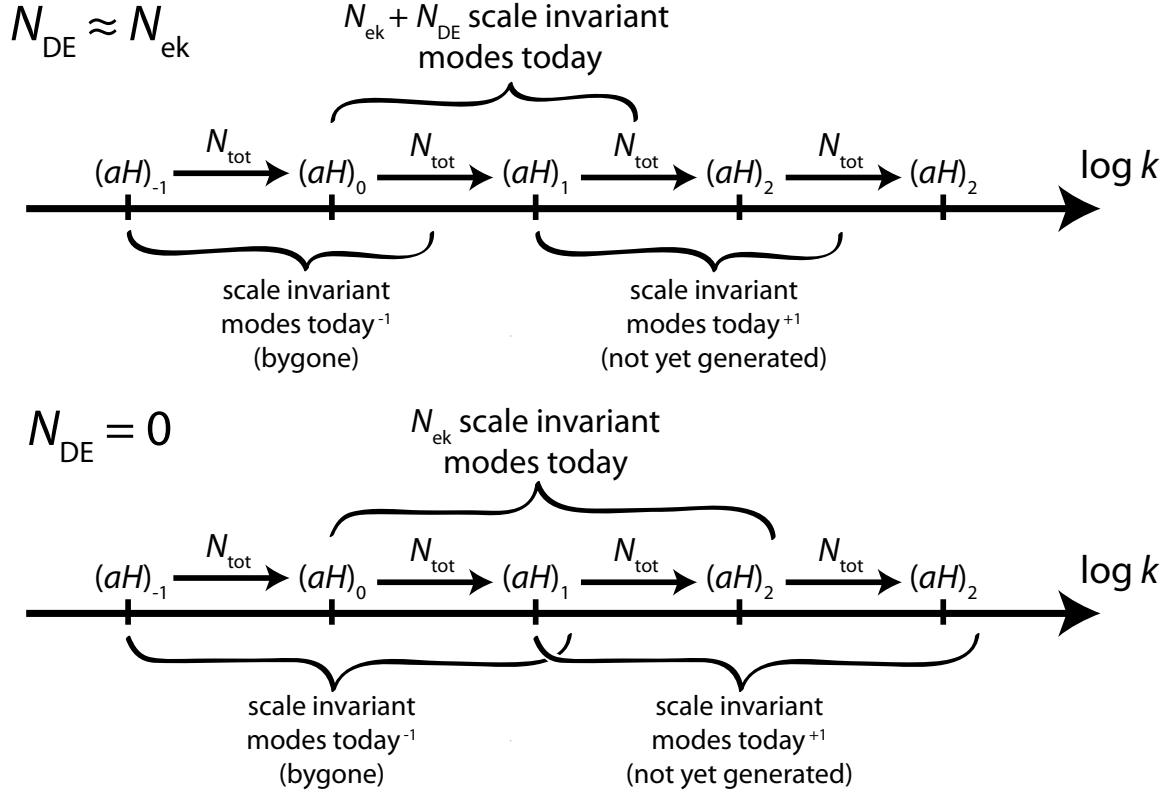 N_DE ≈ N_ek
N_ek + N_DE scale invariant
modes today
N_tot N_tot N_tot N_tot
(aH)_-1 (aH)_0 (aH)_1 (aH)_2 (aH)_2 log k
scale invariant
modes today^-1
(bygone)
scale invariant
modes today^+1
(not yet generated)
N_DE = 0
N_ek scale invariant
modes today
N_tot N_tot N_tot N_tot
(aH)_-1 (aH)_0 (aH)_1 (aH)_2 (aH)_2 log k
scale invariant
modes today^-1
(bygone)
scale invariant
modes today^+1
(not yet generated)